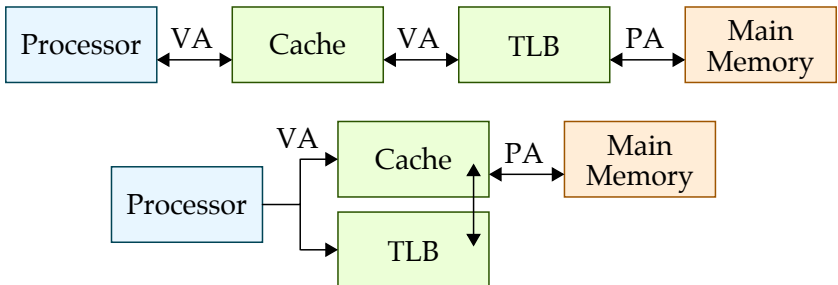 Processor
VA
Cache
VA
TLB
PA
Main
Memory
VA
Cache
PA
Main
Memory
Processor
TLB